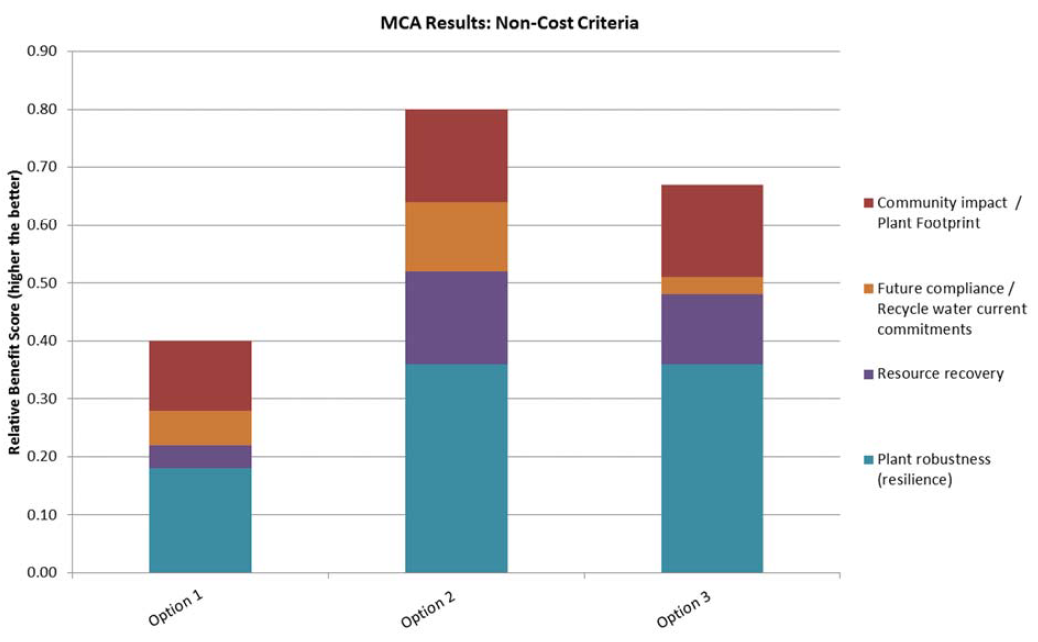 MCA Results: Non-Cost Criteria
Relative Benefit Score (higher the better)
0.90
0.80
0.70
0.60
0.50
0.40
0.30
0.20
0.10
0.00
Option 1
Option 2
Option 3
Community impact /
Plant Footprint
Future compliance /
Recycle water current
commitments
Resource recovery
Plant robustness
(resilience)